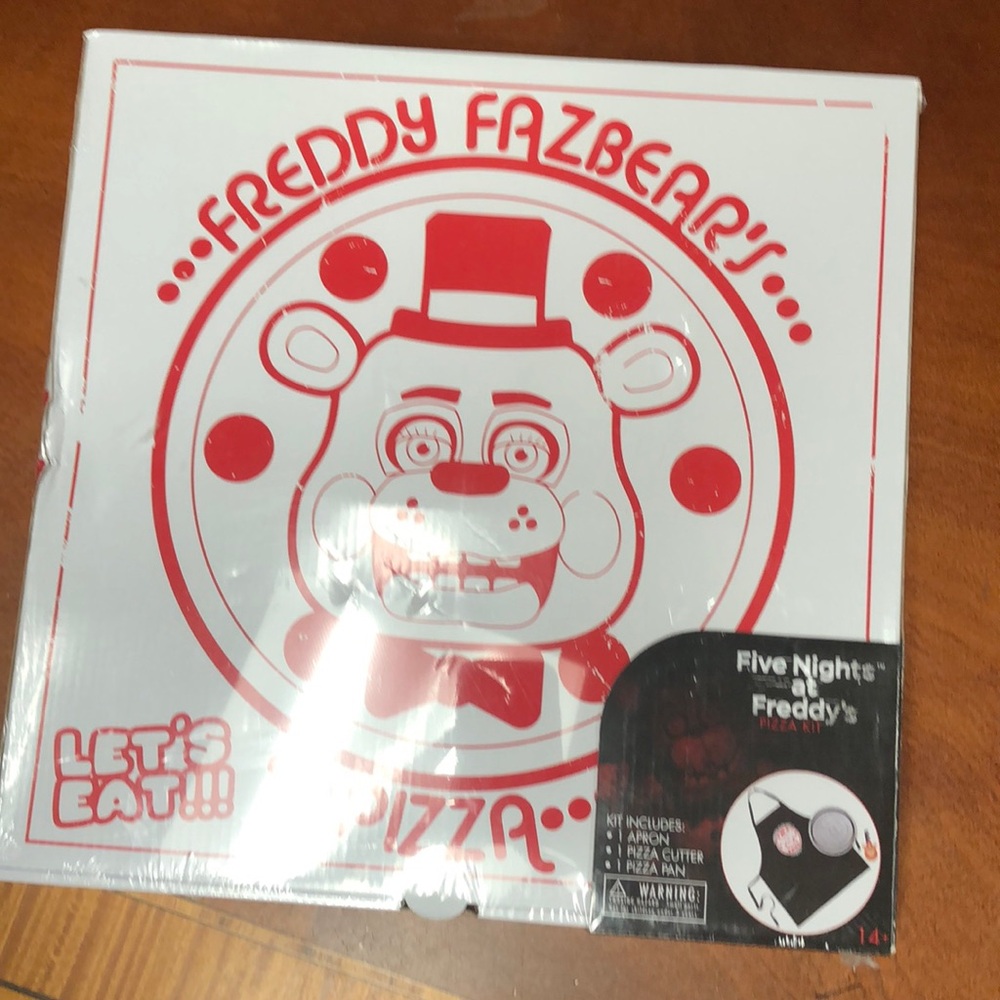 •••FREDDY FAZBEAR'S•••
LET'S
EAT!!!
PIZZA••
Five Nights™
at
Freddy's
PIZZA KIT
KIT INCLUDES:
• 1 APRON
• 1 PIZZA CUTTER
• 1 PIZZA PAN
WARNING:
14+